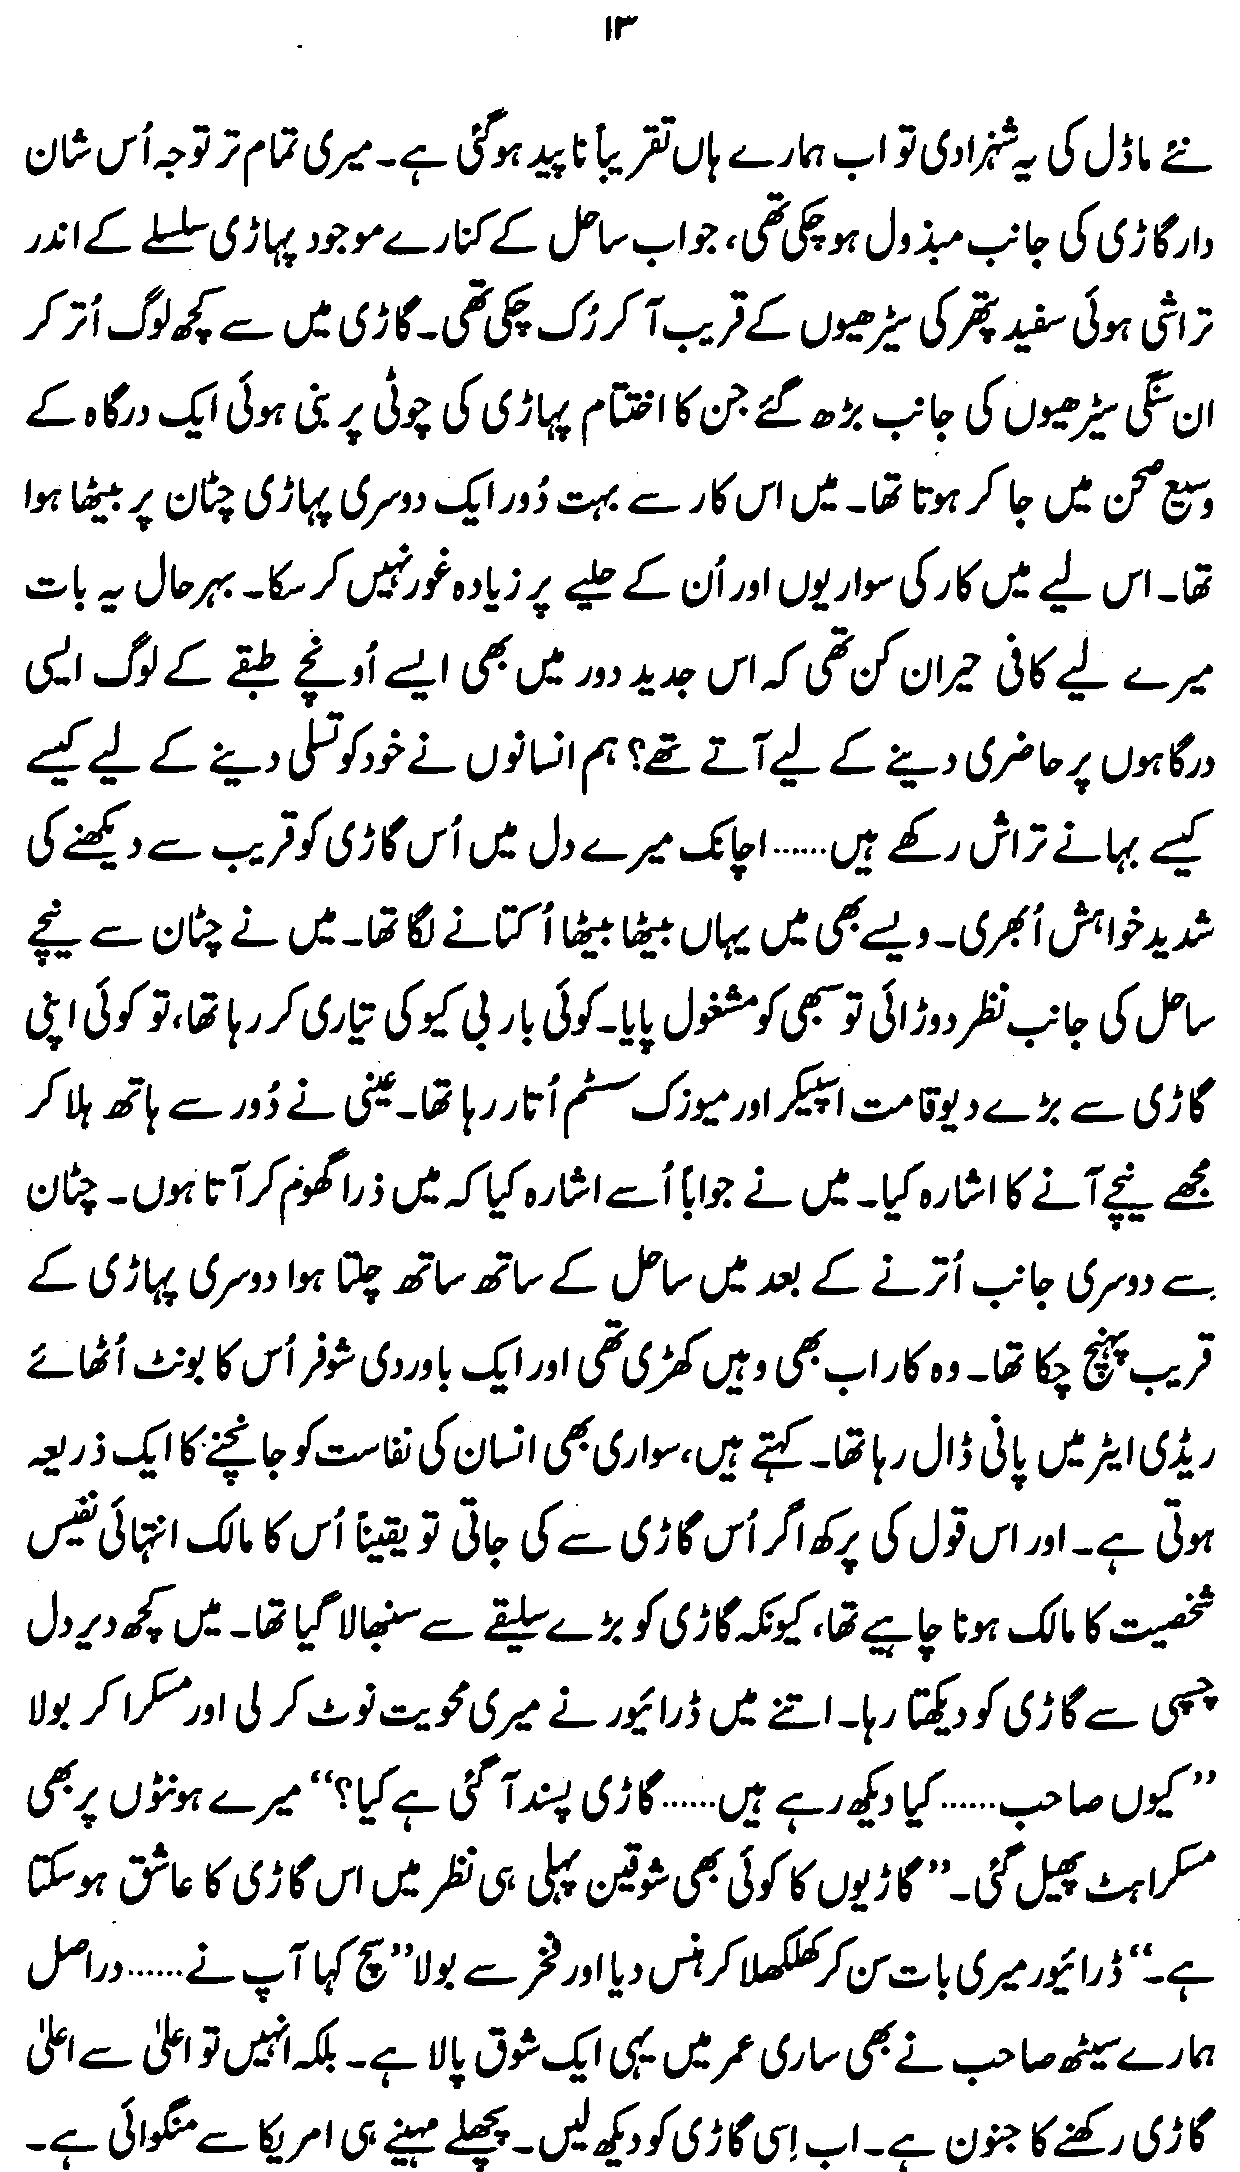 ۱۳
نئے ماڈل کی یہ شہزادی تو اب ہمارے ہاں تقریباً ناپید ہو گئی ہے۔ میری تمام تر توجہ اُس شان
دار گاڑی کی جانب مبذول ہو چکی تھی، جو اب ساحل کے کنارے موجود پہاڑی سلسلے کے اندر
تراشی ہوئی سفید پتھر کی سیڑھیوں کے قریب آ کر رُک چکی تھی۔ گاڑی میں سے کچھ لوگ اُتر کر
ان سنگی سیڑھیوں کی جانب بڑھ گئے جن کا اختتام پہاڑی کی چوٹی پر بنی ہوئی ایک درگاہ کے
وسیع صحن میں جا کر ہوتا تھا۔ میں اس کار سے بہت دُور ایک دوسری پہاڑی چٹان پر بیٹھا ہوا
تھا۔ اس لیے میں کار کی سواریوں اور اُن کے حلیے پر زیادہ غور نہیں کر سکا۔ بہرحال یہ بات
میرے لیے کافی حیران کن تھی کہ اس جدید دور میں بھی ایسے اُونچے طبقے کے لوگ ایسی
درگاہوں پر حاضری دینے کے لیے آتے تھے؟ ہم انسانوں نے خود کو تسلی دینے کے لیے کیسے
کیسے بہانے تراش رکھے ہیں...... اچانک میرے دل میں اُس گاڑی کو قریب سے دیکھنے کی
شدید خواہش اُبھری۔ ویسے بھی میں یہاں بیٹھا بیٹھا اُکتانے لگا تھا۔ میں نے چٹان سے نیچے
ساحل کی جانب نظر دوڑائی تو سبھی کو مشغول پایا۔ کوئی بار بی کیو کی تیاری کر رہا تھا، تو کوئی اپنی
گاڑی سے بڑے دیوقامت اسپیکر اور میوزک سسٹم اُتار رہا تھا۔ عینی نے دُور سے ہاتھ ہلا کر
مجھے نیچے آنے کا اشارہ کیا۔ میں نے جواباً اُسے اشارہ کیا کہ میں ذرا گھوم کر آتا ہوں۔ چٹان
سے دوسری جانب اُترنے کے بعد میں ساحل کے ساتھ ساتھ چلتا ہوا دوسری پہاڑی کے
قریب پہنچ چکا تھا۔ وہ کار اب بھی وہیں کھڑی تھی اور ایک باوردی شوفر اُس کا بونٹ اُٹھائے
ریڈی ایٹر میں پانی ڈال رہا تھا۔ کہتے ہیں، سواری بھی انسان کی نفاست کو جانچنے کا ایک ذریعہ
ہوتی ہے۔ اور اس قول کی پرکھ اگر اُس گاڑی سے کی جاتی تو یقیناً اُس کا مالک انتہائی نفیس
شخصیت کا مالک ہونا چاہیے تھا، کیونکہ گاڑی کو بڑے سلیقے سے سنبھالا گیا تھا۔ میں کچھ دیر دل
چسپی سے گاڑی کو دیکھتا رہا۔ اتنے میں ڈرائیور نے میری محویت نوٹ کر لی اور مسکرا کر بولا
”کیوں صاحب...... کیا دیکھ رہے ہیں...... گاڑی پسند آ گئی ہے کیا؟“ میرے ہونٹوں پر بھی
مسکراہٹ پھیل گئی۔ ”گاڑیوں کا کوئی بھی شوقین پہلی ہی نظر میں اس گاڑی کا عاشق ہو سکتا
ہے۔“ ڈرائیور میری بات سن کر کھلکھلا کر ہنس دیا اور فخر سے بولا ”سچ کہا آپ نے...... دراصل
ہمارے سیٹھ صاحب نے بھی ساری عمر میں یہی ایک شوق پالا ہے۔ بلکہ انہیں تو اعلیٰ سے اعلیٰ
گاڑی رکھنے کا جنون ہے۔ اب اِسی گاڑی کو دیکھ لیں۔ پچھلے مہینے ہی امریکا سے منگوائی ہے۔